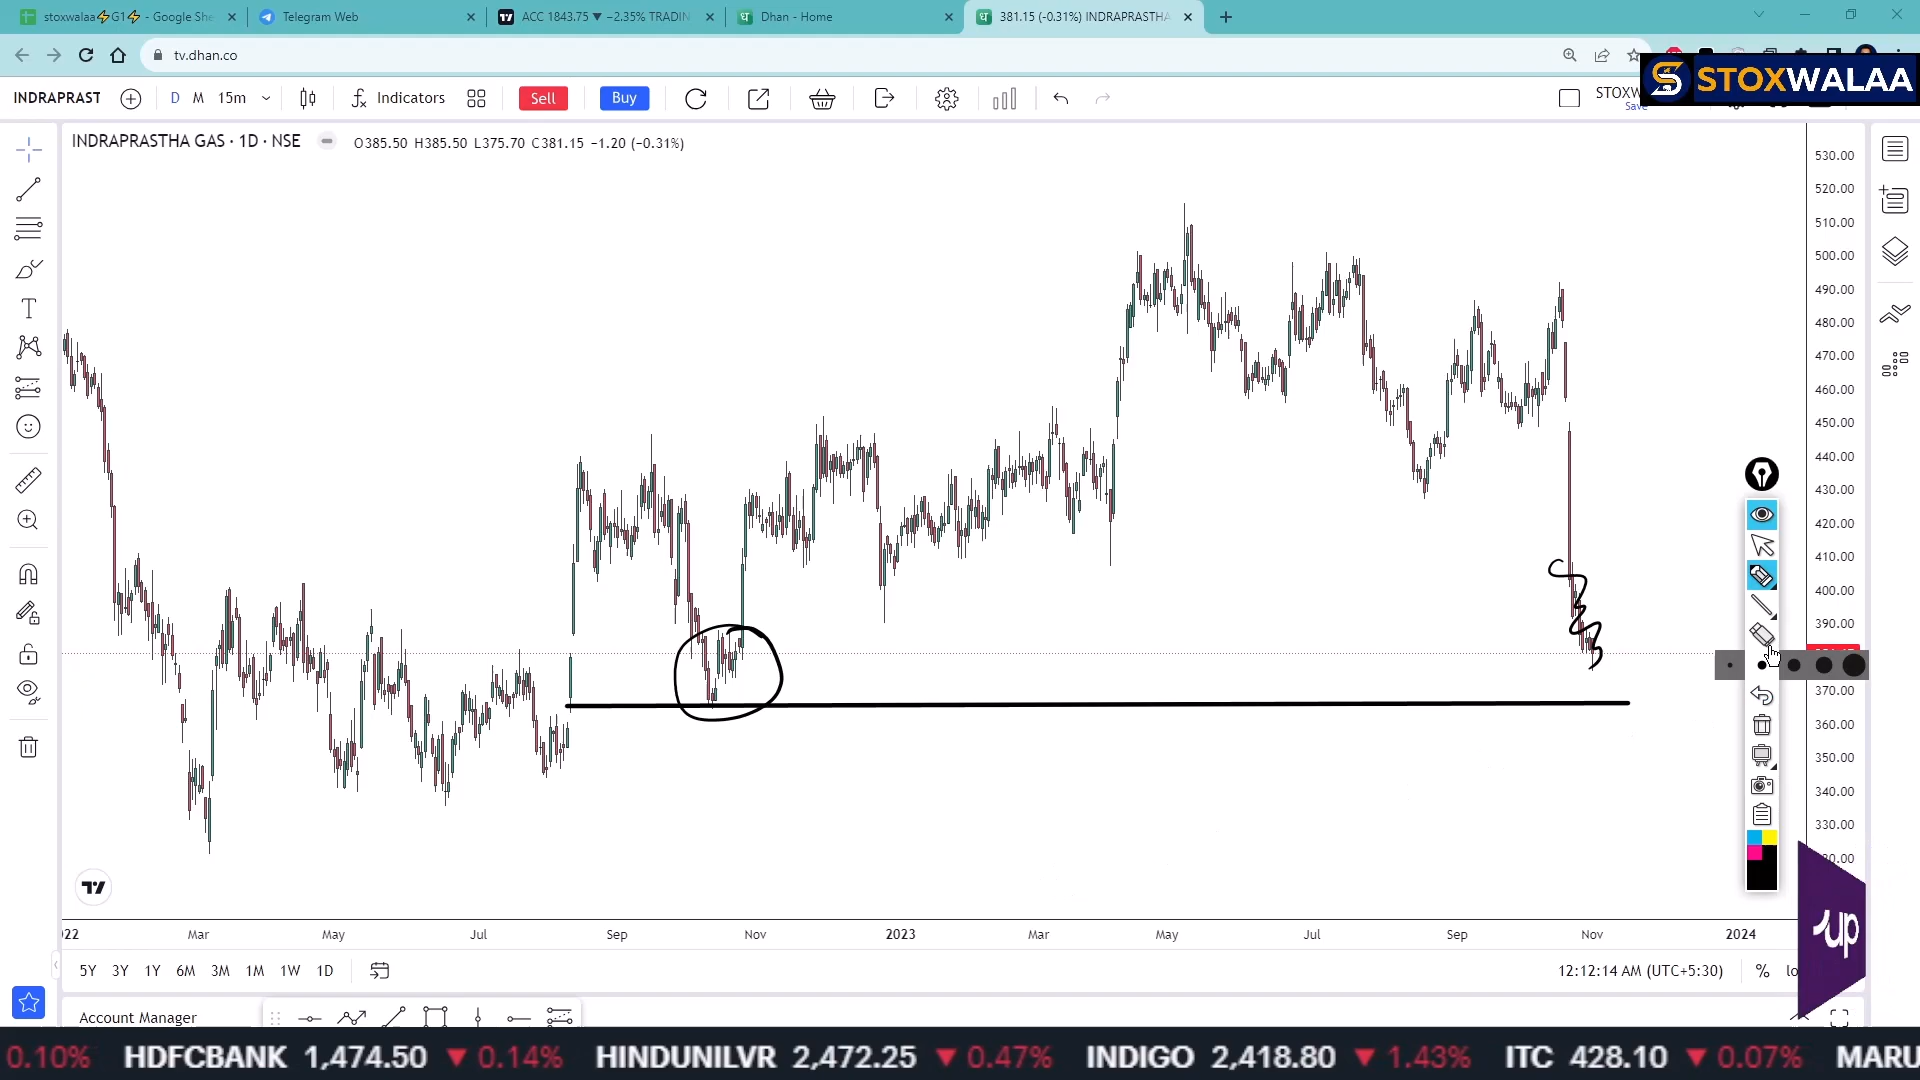 stoxwalaa⚡G1⚡ - Google She
Telegram Web
ACC 1843.75 ▼ −2.35% TRADIN
Dhan - Home
381.15 (-0.31%) INDRAPRASTHA
tv.dhan.co
STOXWALAA
INDRAPRAST
D M 15m
Indicators
Sell
Buy
STOXW
Save
INDRAPRASTHA GAS · 1D · NSE
O385.50 H385.50 L375.70 C381.15 −1.20 (−0.31%)
530.00
520.00
510.00
500.00
490.00
480.00
470.00
460.00
450.00
440.00
430.00
420.00
410.00
400.00
390.00
370.00
360.00
350.00
340.00
330.00
20.00
22 Mar May Jul Sep Nov 2023 Mar May Jul Sep Nov 2024
5Y 3Y 1Y 6M 3M 1M 1W 1D
12:12:14 AM (UTC+5:30)
% lo
up
Account Manager
0.10% HDFCBANK 1,474.50 ▼ 0.14% HINDUNILVR 2,472.25 ▼ 0.47% INDIGO 2,418.80 ▼ 1.43% ITC 428.10 ▼ 0.07% MARU